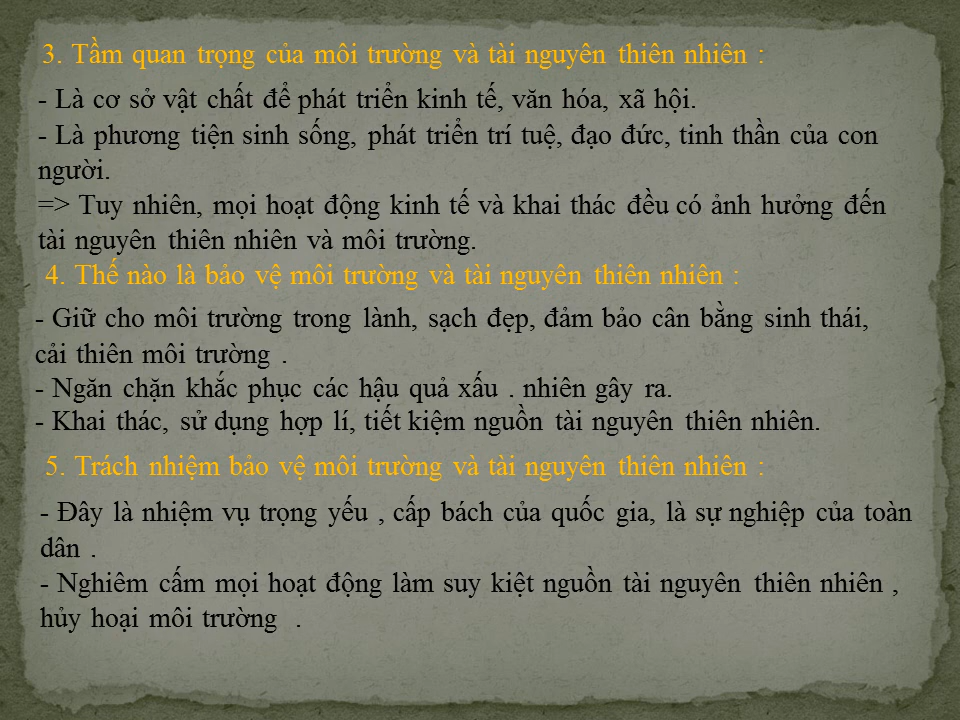 3. Tầm quan trọng của môi trường và tài nguyên thiên nhiên :
- Là cơ sở vật chất để phát triển kinh tế, văn hóa, xã hội.
- Là phương tiện sinh sống, phát triển trí tuệ, đạo đức, tinh thần của con
người.
=> Tuy nhiên, mọi hoạt động kinh tế và khai thác đều có ảnh hưởng đến
tài nguyên thiên nhiên và môi trường.
4. Thế nào là bảo vệ môi trường và tài nguyên thiên nhiên :
- Giữ cho môi trường trong lành, sạch đẹp, đảm bảo cân bằng sinh thái,
cải thiên môi trường .
- Ngăn chặn khắc phục các hậu quả xấu . nhiên gây ra.
- Khai thác, sử dụng hợp lí, tiết kiệm nguồn tài nguyên thiên nhiên.
5. Trách nhiệm bảo vệ môi trường và tài nguyên thiên nhiên :
- Đây là nhiệm vụ trọng yếu , cấp bách của quốc gia, là sự nghiệp của toàn
dân .
- Nghiêm cấm mọi hoạt động làm suy kiệt nguồn tài nguyên thiên nhiên ,
hủy hoại môi trường .